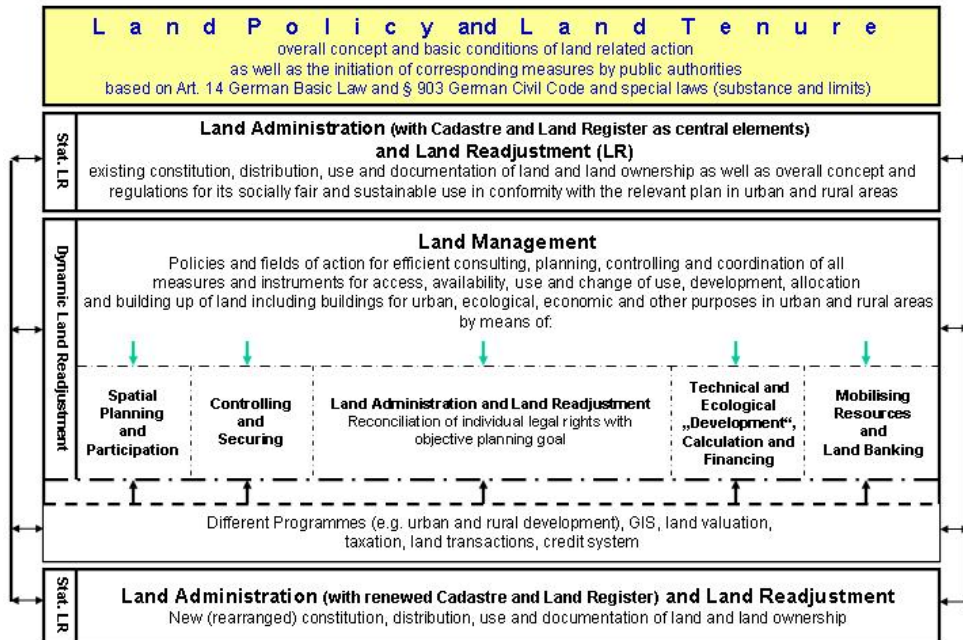 Land Policy and Land Tenure
overall concept and basic conditions of land related action
as well as the initiation of corresponding measures by public authorities
based on Art. 14 German Basic Law and § 903 German Civil Code and special laws (substance and limits)
Stat. LR
Land Administration (with Cadastre and Land Register as central elements)
and Land Readjustment (LR)
existing constitution, distribution, use and documentation of land and land ownership as well as overall concept and
regulations for its socially fair and sustainable use in conformity with the relevant plan in urban and rural areas
Dynamic Land Readjustment
Land Management
Policies and fields of action for efficient consulting, planning, controlling and coordination of all
measures and instruments for access, availability, use and change of use, development, allocation
and building up of land including buildings for urban, ecological, economic and other purposes in urban and rural areas
by means of:
Spatial
Planning
and
Participation
Controlling
and
Securing
Land Administration and Land Readjustment
Reconciliation of individual legal rights with
objective planning goal
Technical and
Ecological
„Development“,
Calculation and
Financing
Mobilising
Resources
and
Land Banking
Different Programmes (e.g. urban and rural development), GIS, land valuation,
taxation, land transactions, credit system
Stat. LR
Land Administration (with renewed Cadastre and Land Register) and Land Readjustment
New (rearranged) constitution, distribution, use and documentation of land and land ownership